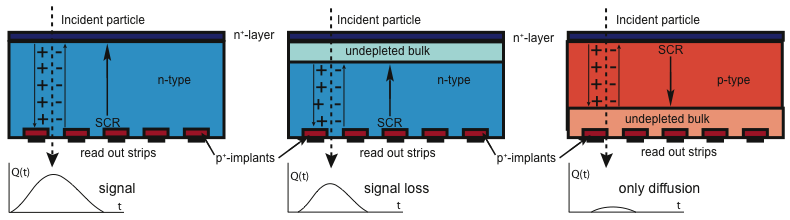 Incident particle
n⁺-layer
n-type
+ -
+ -
+ -
+ -
+ -
SCR
read out strips
p⁺-implants
Q(t)
signal
t
Incident particle
n⁺-layer
undepleted bulk
n-type
+ -
+ -
+ -
+ -
SCR
read out strips
p⁺-implants
Q(t)
signal loss
t
Incident particle
SCR
p-type
+ -
+ -
+ -
+ -
undepleted bulk
read out strips
Q(t)
only diffusion
t